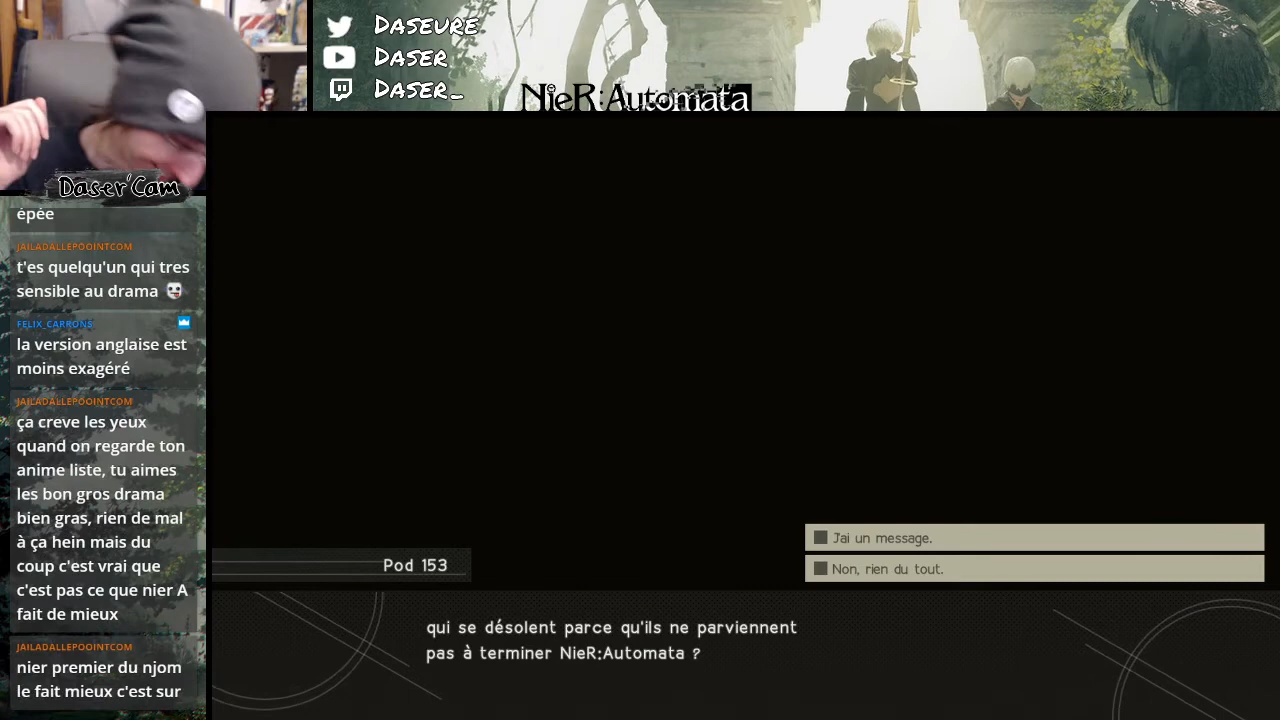 Daseure
Daser
Daser_
NieR:Automata
Daser'Cam
épée
JAILADALLEPOOINTCOM
t'es quelqu'un qui tres
sensible au drama
FELIX_CARRONS
la version anglaise est
moins exagéré
JAILADALLEPOOINTCOM
ça creve les yeux
quand on regarde ton
anime liste, tu aimes
les bon gros drama
bien gras, rien de mal
à ça hein mais du
coup c'est vrai que
c'est pas ce que nier A
fait de mieux
JAILADALLEPOOINTCOM
nier premier du njom
le fait mieux c'est sur
J'ai un message.
Non, rien du tout.
Pod 153
qui se désolent parce qu'ils ne parviennent
pas à terminer NieR:Automata ?